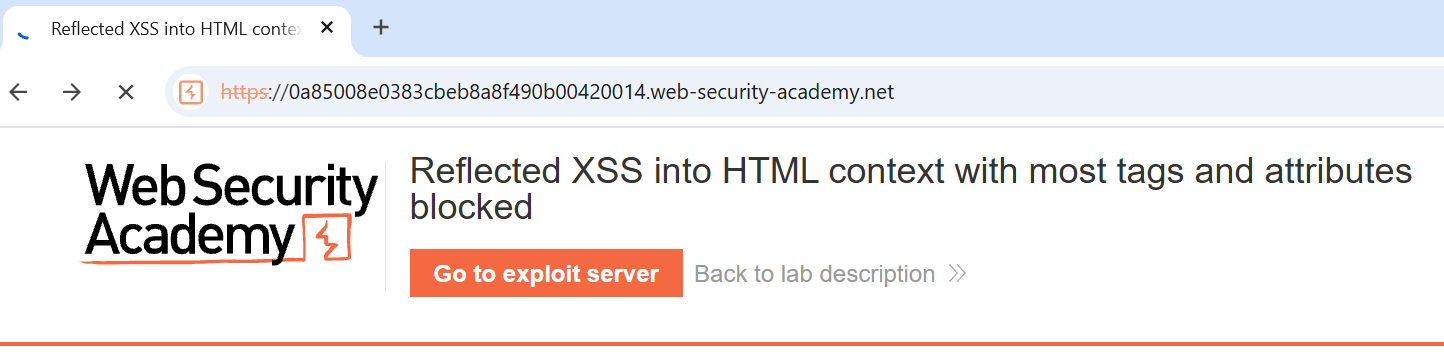 Reflected XSS into HTML conte
https://0a85008e0383cbeb8a8f490b00420014.web-security-academy.net
Web Security
Academy
Reflected XSS into HTML context with most tags and attributes
blocked
Go to exploit server
Back to lab description